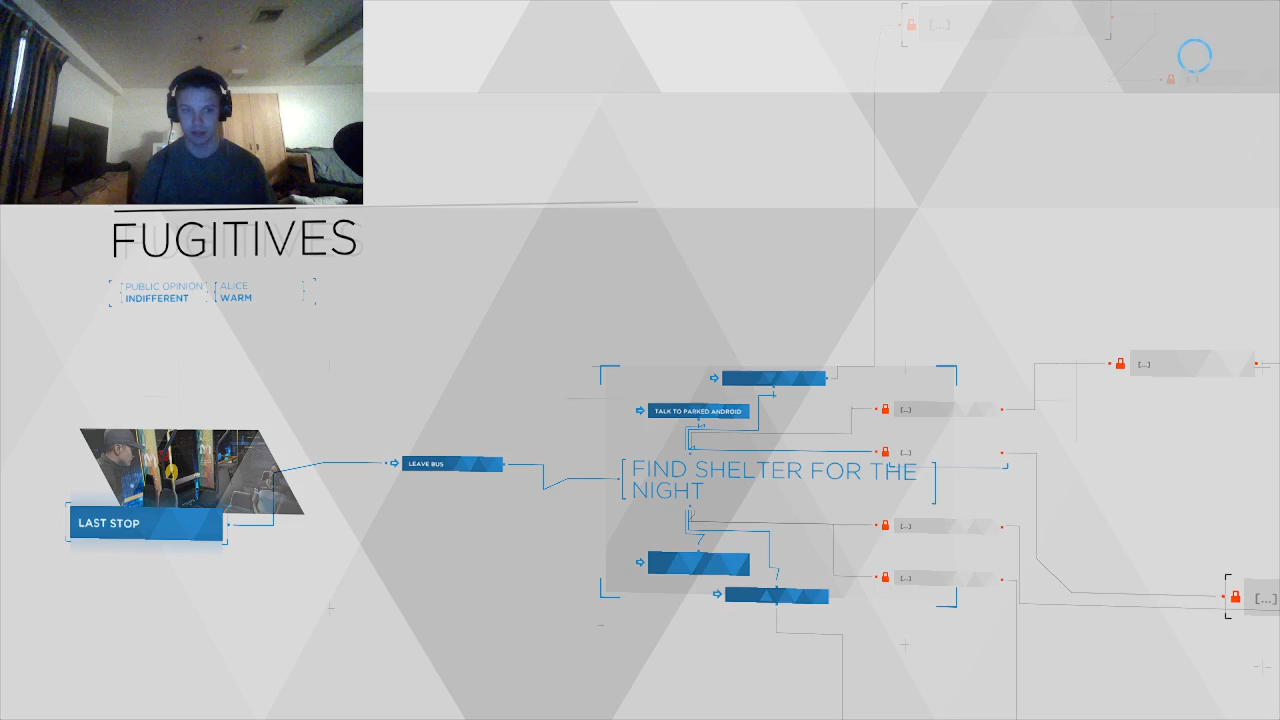 [...]
FUGITIVES
PUBLIC OPINION
INDIFFERENT
ALICE
WARM
[...]
TALK TO PARKED ANDROID
[...]
[...]
LEAVE BUS
FIND SHELTER FOR THE
NIGHT
LAST STOP
[...]
[...]
[...]